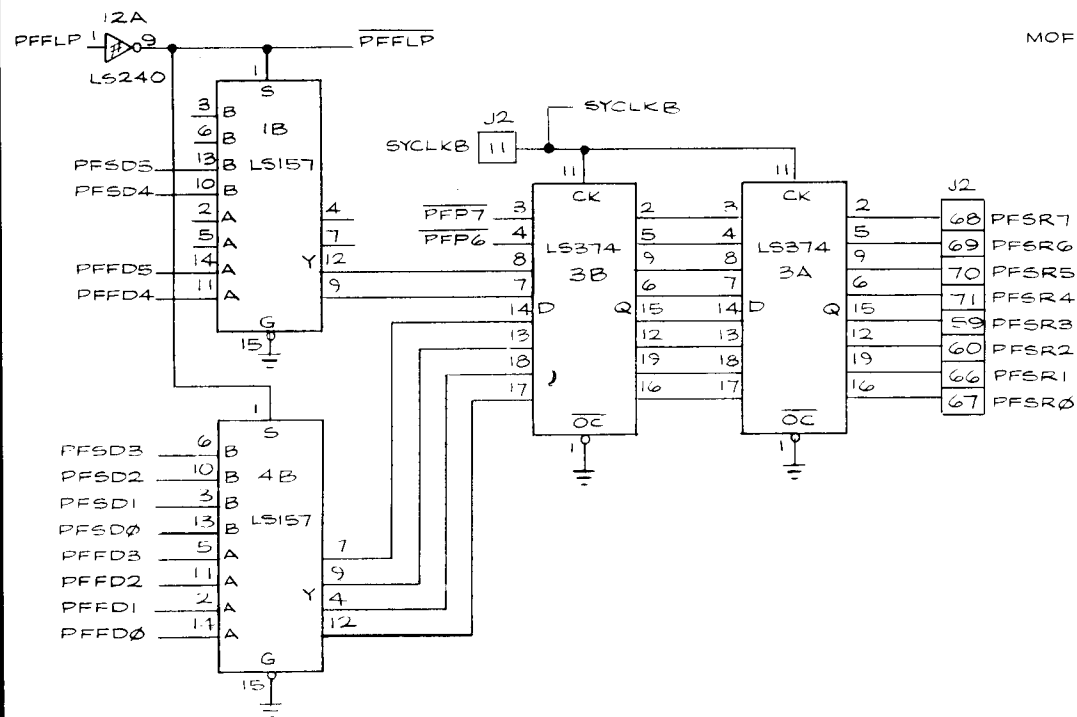 12A
PFFLP 1 9 PFFLP
LS240
MOF
1
S
3 B
6 B
1B
LS157
PFSD5 13 B
PFSD4 10 B
2 A
5 A
PFFD5 14 A
PFFD4 11 A
4
7
Y 12
9
G
15
J2
SYCLKB 11
SYCLKB
11
CK
LS374
3B
PFP7 3
PFP6 4
8
7
14 D
13
18
17
2
5
9
6
Q 15
12
19
16
OC
1
11
CK
LS374
3A
3
4
8
7
14 D
13
18
17
2
5
9
6
Q 15
12
19
16
OC
1
J2
68 PFSR7
69 PFSR6
70 PFSR5
71 PFSR4
59 PFSR3
60 PFSR2
66 PFSR1
67 PFSRØ
1
S
4B
LS157
PFSD3 6 B
PFSD2 10 B
PFSD1 3 B
PFSDØ 13 B
PFFD3 5 A
PFFD2 11 A
PFFD1 2 A
PFFDØ 14 A
7
9
Y 4
12
G
15